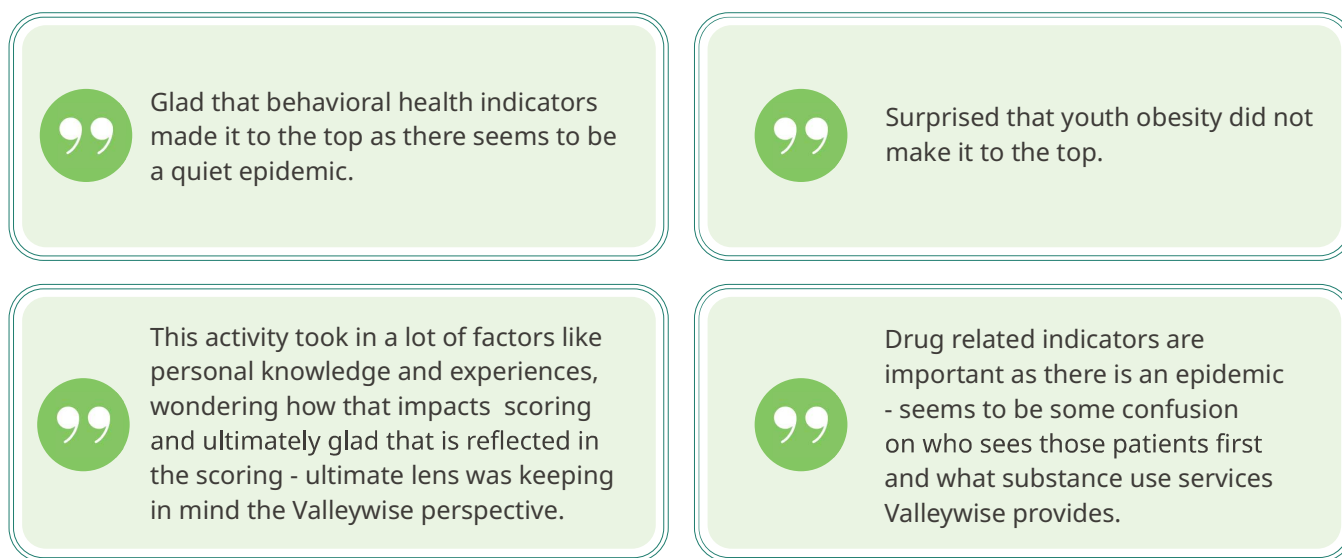 Glad that behavioral health indicators
made it to the top as there seems to be
a quiet epidemic.
Surprised that youth obesity did not
make it to the top.
This activity took in a lot of factors like
personal knowledge and experiences,
wondering how that impacts  scoring
and ultimately glad that is reflected in
the scoring - ultimate lens was keeping
in mind the Valleywise perspective.
Drug related indicators are
important as there is an epidemic
- seems to be some confusion
on who sees those patients first
and what substance use services
Valleywise provides.